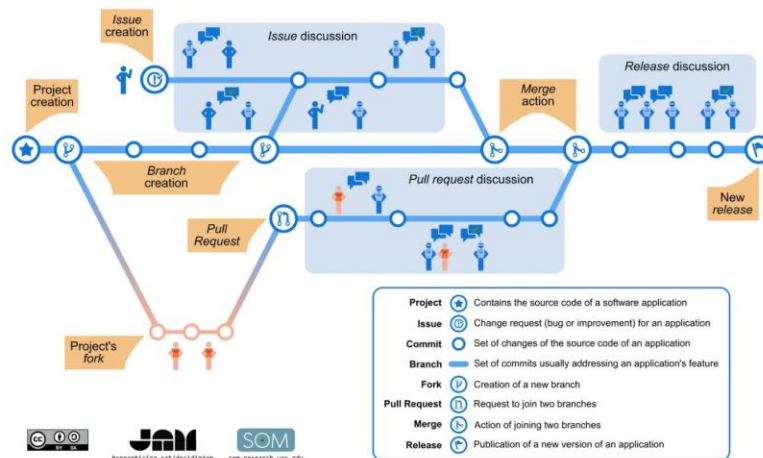 Issue
creation
Issue discussion
Release discussion
Project
creation
Merge
action
Branch
creation
Pull request discussion
Pull
Request
New
release
Project's
fork
Project Contains the source code of a software application
Issue Change request (bug or improvement) for an application
Commit Set of changes of the source code of an application
Branch Set of commits usually addressing an application's feature
Fork Creation of a new branch
Pull Request Request to join two branches
Merge Action of joining two branches
Release Publication of a new version of an application
cc
BY SA
JAM
SOM